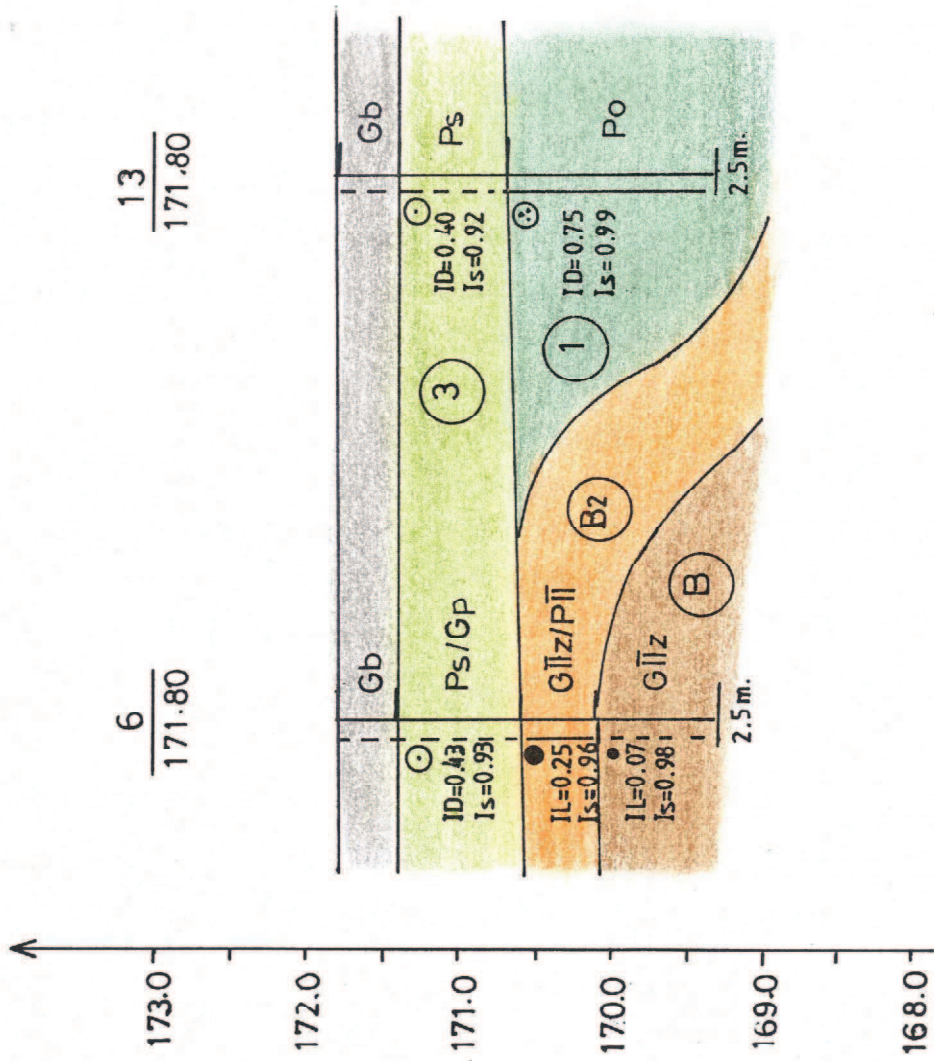 6
171.80
13
171.80
173.0
172.0
171.0
170.0
169.0
168.0
Gb
Gb
ID=0.43
Is=0.93
Ps/Gp
3
ID=0.40
Is=0.92
Ps
IL=0.25
Is=0.96
GIIz/PII
B2
1
ID=0.75
Is=0.99
Po
IL=0.07
Is=0.98
GIIz
B
2.5m.
2.5m.